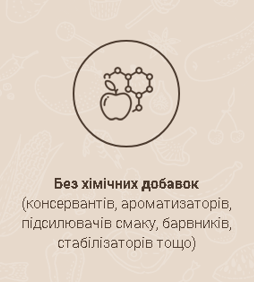 Без хімічних добавок
(консервантів, ароматизаторів,
підсилювачів смаку, барвників,
стабілізаторів тощо)